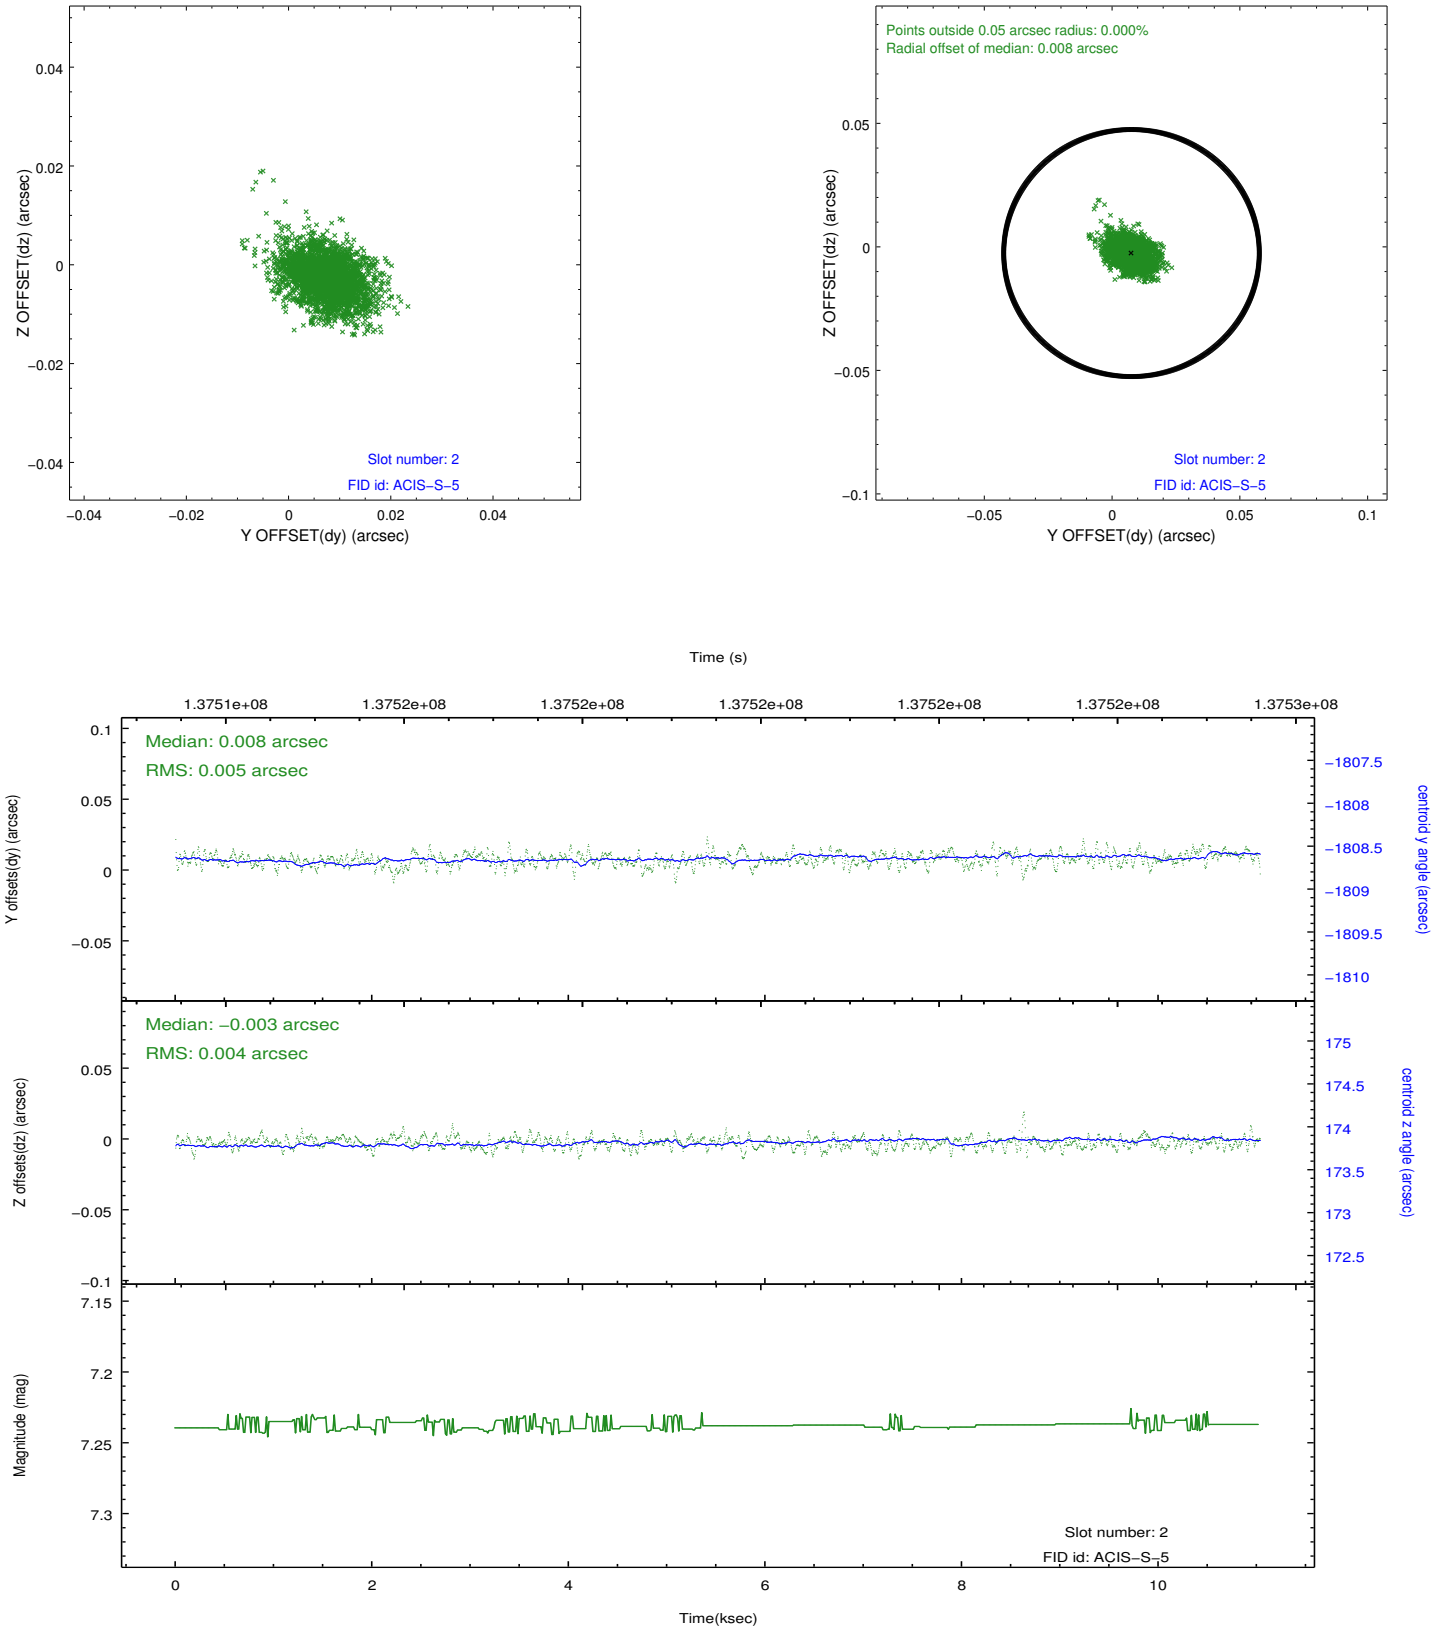 0.04
0.02
0
−0.02
−0.04
Z OFFSET(dz) (arcsec)
Slot number: 2
FID id: ACIS−S−5
−0.04
−0.02
0
0.02
0.04
Y OFFSET(dy) (arcsec)
Points outside 0.05 arcsec radius: 0.000%
Radial offset of median: 0.008 arcsec
0.05
0
−0.05
−0.1
Z OFFSET(dz) (arcsec)
Slot number: 2
FID id: ACIS−S−5
−0.05
0
0.05
0.1
Y OFFSET(dy) (arcsec)
Time (s)
1.3751e+08
1.3752e+08
1.3752e+08
1.3752e+08
1.3752e+08
1.3752e+08
1.3753e+08
Median: 0.008 arcsec
RMS: 0.005 arcsec
0.1
0.05
0
−0.05
Y offsets(dy) (arcsec)
−1807.5
−1808
−1808.5
−1809
−1809.5
−1810
centroid y angle (arcsec)
Median: −0.003 arcsec
RMS: 0.004 arcsec
0.05
0
−0.05
−0.1
Z offsets(dz) (arcsec)
175
174.5
174
173.5
173
172.5
centroid z angle (arcsec)
7.15
7.2
7.25
7.3
Magnitude (mag)
Slot number: 2
FID id: ACIS−S−5
0
2
4
6
8
10
Time(ksec)